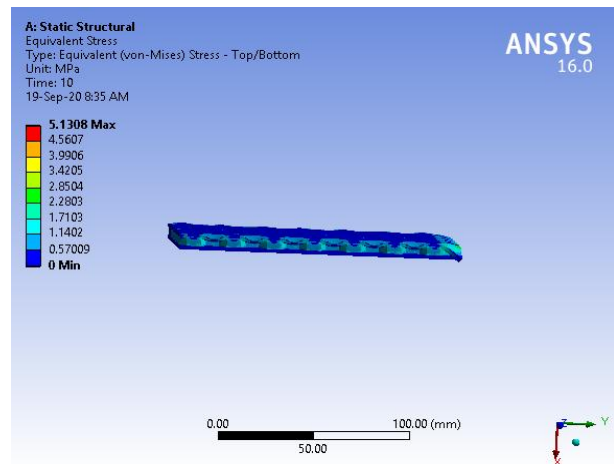 A: Static Structural
Equivalent Stress
Type: Equivalent (von-Mises) Stress - Top/Bottom
Unit: MPa
Time: 10
19-Sep-20 8:35 AM
ANSYS
16.0
5.1308 Max
4.5607
3.9906
3.4205
2.8504
2.2803
1.7103
1.1402
0.57009
0 Min
0.00
100.00 (mm)
50.00
Z
Y
X